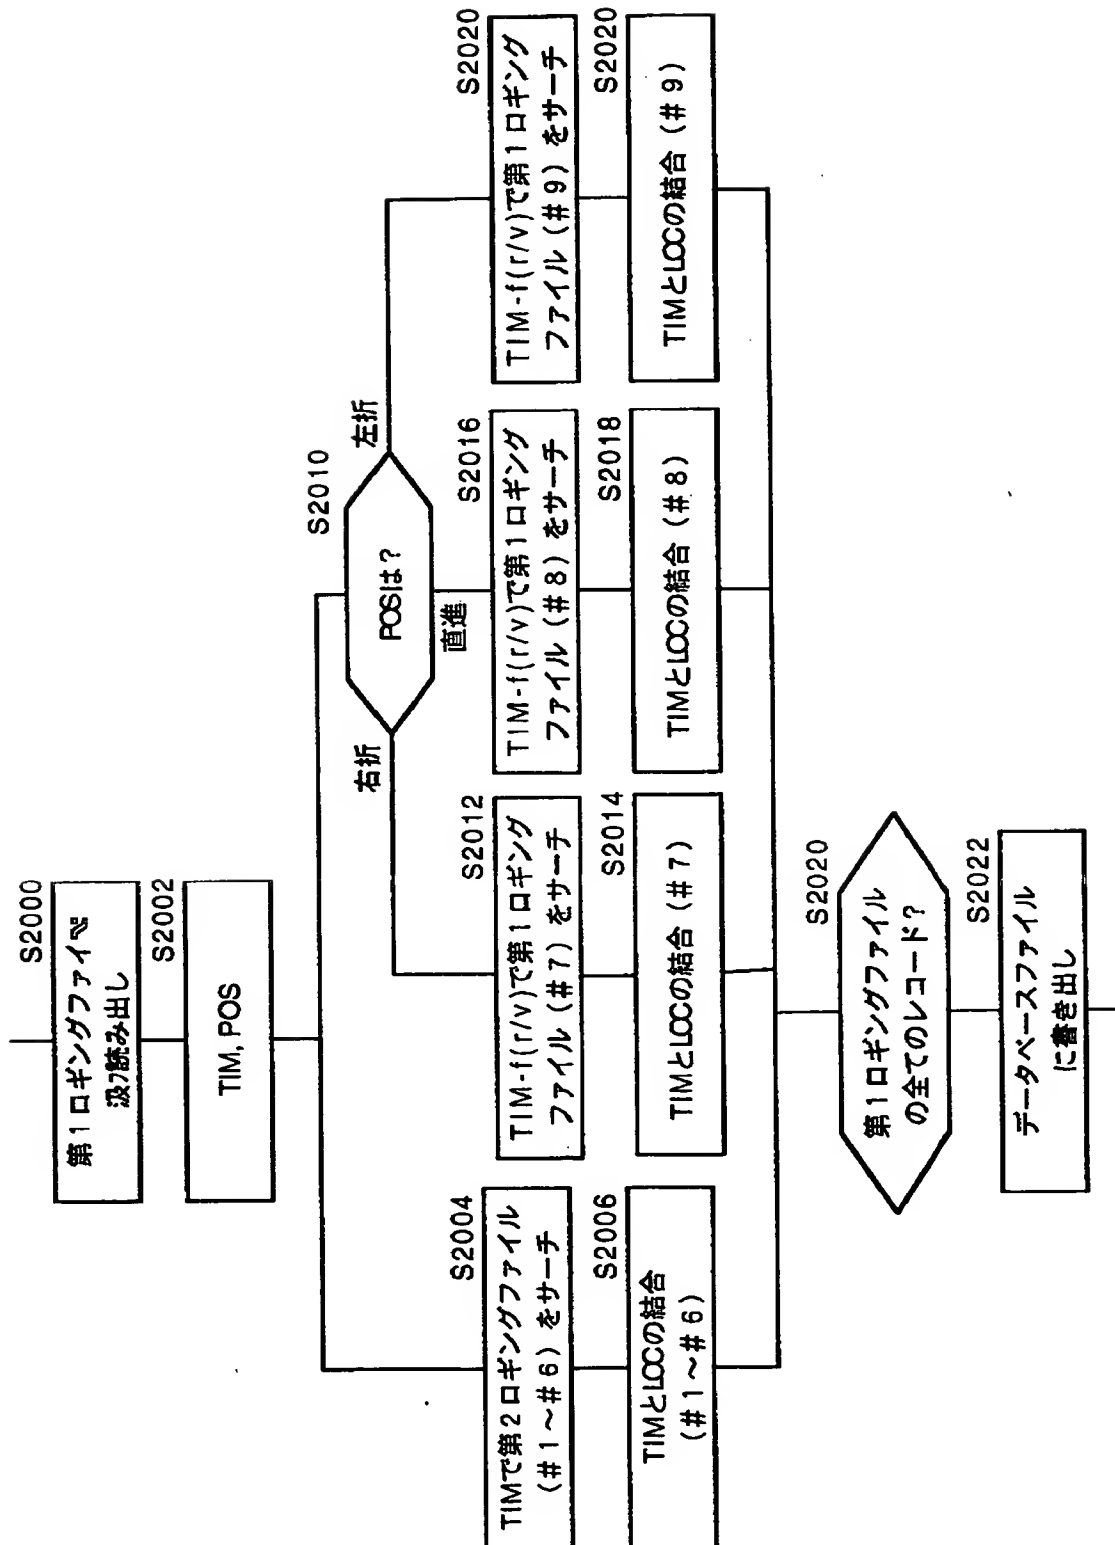 S2000
第1ロギングファイ
読み出し
S2002
TIM,POS
S2004
TIMで第2ロギングファイル
(#1～#6)をサーチ
S2006
TIMとLOCの結合
(#1～#6)
S2010
POSは?
右折
直進
左折
S2012
TIM-f(r/v)で第1ロギング
ファイル(#7)をサーチ
S2014
TIMとLOCの結合(#7)
S2016
TIM-f(r/v)で第1ロギング
ファイル(#8)をサーチ
S2018
TIMとLOCの結合(#8)
S2020
TIM-f(r/v)で第1ロギング
ファイル(#9)をサーチ
S2020
TIMとLOCの結合(#9)
S2020
第1ロギングファイル
の全てのレコード?
S2022
データベースファイル
に書き出し